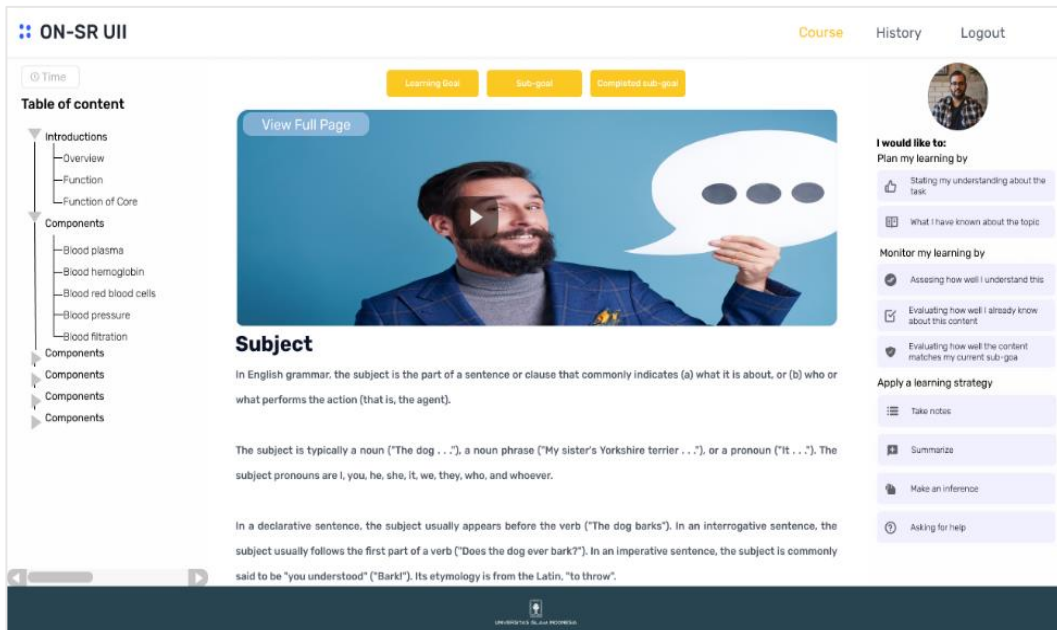 ON-SR UII
Course
History
Logout
Time
Table of content
Introductions
Overview
Function
Function of Core
Components
Blood plasma
Blood hemoglobin
Blood red blood cells
Blood pressure
Blood filtration
Components
Components
Components
Components
Learning Goal
Sub-goal
Completed sub-goal
View Full Page
Subject
In English grammar, the subject is the part of a sentence or clause that commonly indicates (a) what it is about, or (b) who or
what performs the action (that is, the agent).
The subject is typically a noun ("The dog . . ."), a noun phrase ("My sister's Yorkshire terrier . . ."), or a pronoun ("It . . ."). The
subject pronouns are I, you, he, she, it, we, they, who, and whoever.
In a declarative sentence, the subject usually appears before the verb ("The dog barks"). In an interrogative sentence, the
subject usually follows the first part of a verb ("Does the dog ever bark?"). In an imperative sentence, the subject is commonly
said to be "you understood" ("Bark!"). Its etymology is from the Latin, "to throw".
I would like to:
Plan my learning by
Stating my understanding about the
task
What I have known about the topic
Monitor my learning by
Assesing how well I understand this
Evaluating how well I already know
about this content
Evaluating how well the content
matches my current sub-goa
Apply a learning strategy
Take notes
Summarize
Make an inference
Asking for help
UNIVERSITAS ISLAM INDONESIA